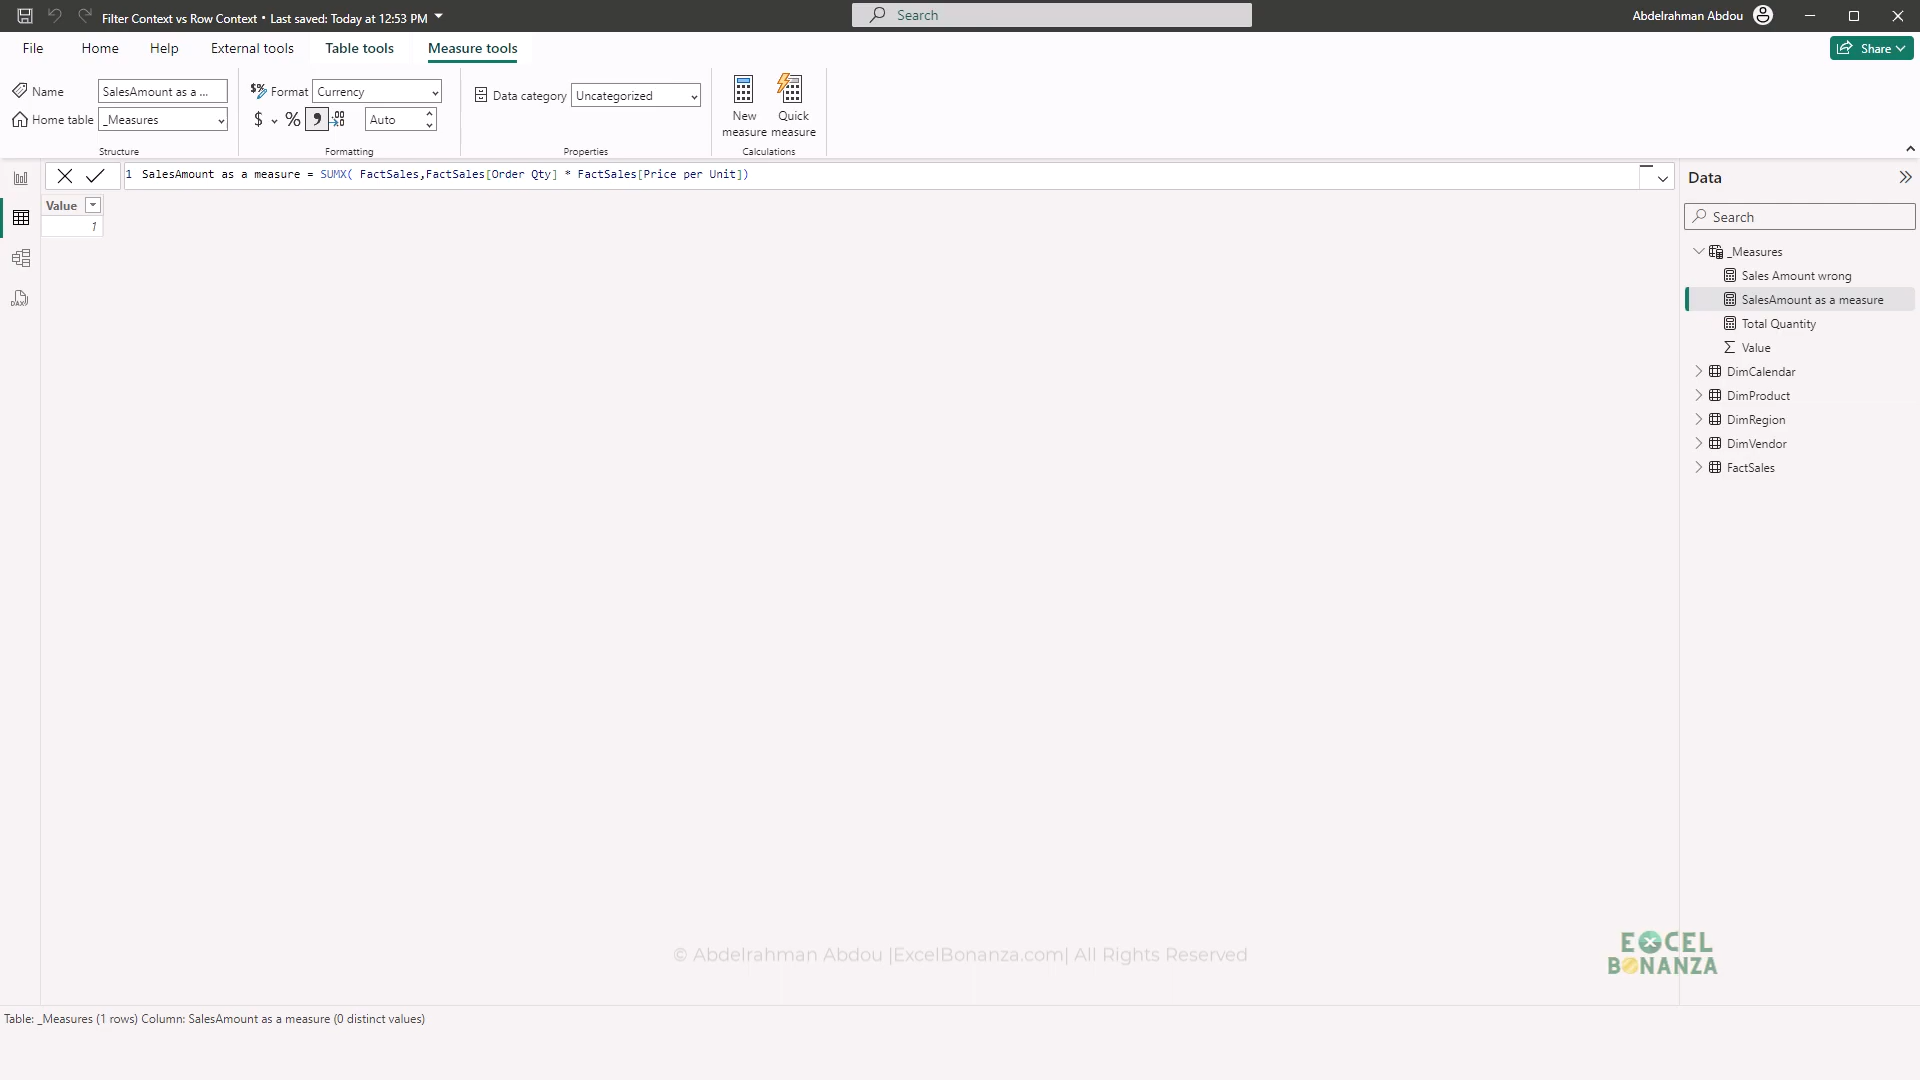 Filter Context vs Row Context • Last saved: Today at 12:53 PM
Search
Abdelrahman Abdou
File Home Help External tools Table tools Measure tools
Share
Name SalesAmount as a ...
Home table _Measures
Structure
$% Format Currency
$ % , .00 Auto
Formatting
Data category Uncategorized
Properties
New measure
Quick measure
Calculations
1 SalesAmount as a measure = SUMX( FactSales,FactSales[Order Qty] * FactSales[Price per Unit])
Value
1
DAX
Data
Search
_Measures
Sales Amount wrong
SalesAmount as a measure
Total Quantity
Σ Value
DimCalendar
DimProduct
DimRegion
DimVendor
FactSales
© Abdelrahman Abdou |ExcelBonanza.com| All Rights Reserved
EXCEL
BONANZA
Table: _Measures (1 rows) Column: SalesAmount as a measure (0 distinct values)